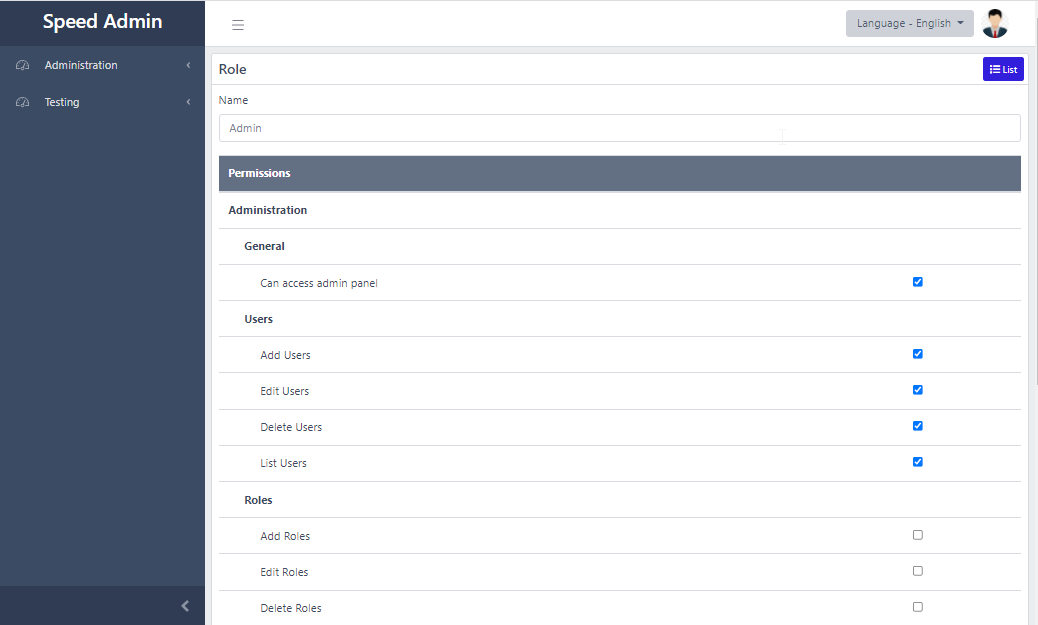 Speed Admin
Language - English
Administration
Testing
Role
List
Name
Admin
Permissions
Administration
General
Can access admin panel
Users
Add Users
Edit Users
Delete Users
List Users
Roles
Add Roles
Edit Roles
Delete Roles